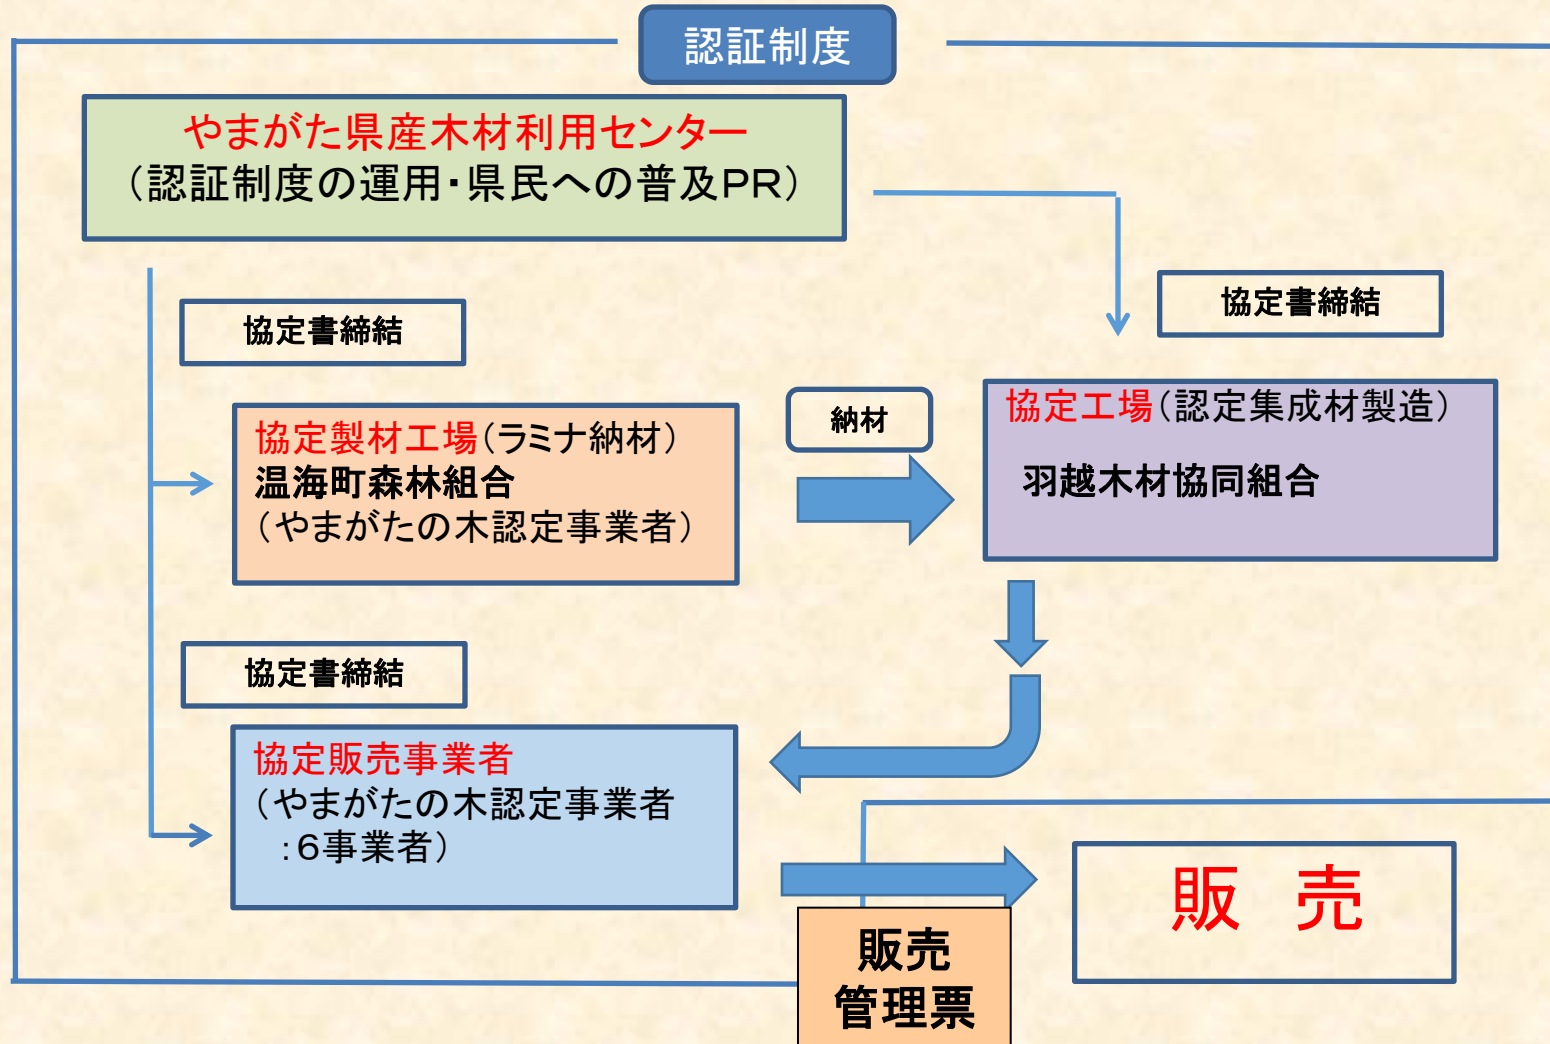 認証制度
やまがた県産木材利用センター
（認証制度の運用・県民への普及PR）
協定書締結
協定書締結
協定製材工場（ラミナ納材）
温海町森林組合
（やまがたの木認定事業者）
納材
協定工場（認定集成材製造）
羽越木材協同組合
協定書締結
協定販売事業者
（やまがたの木認定事業者
：６事業者）
販売
管理票
販　売